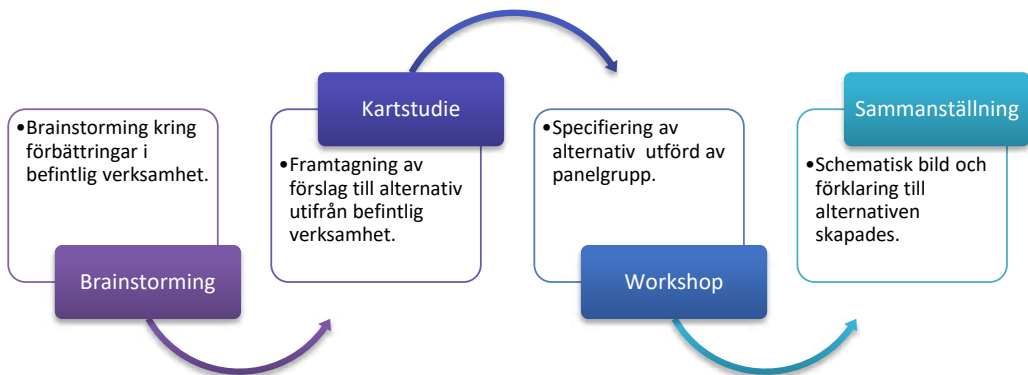 •Brainstorming kring
förbättringar i
befintlig verksamhet.
Brainstorming
Kartstudie
•Framtagning av
förslag till alternativ
utifrån befintlig
verksamhet.
•Specifiering av
alternativ utförd av
panelgrupp.
Workshop
Sammanställning
•Schematisk bild och
förklaring till
alternativen
skapades.